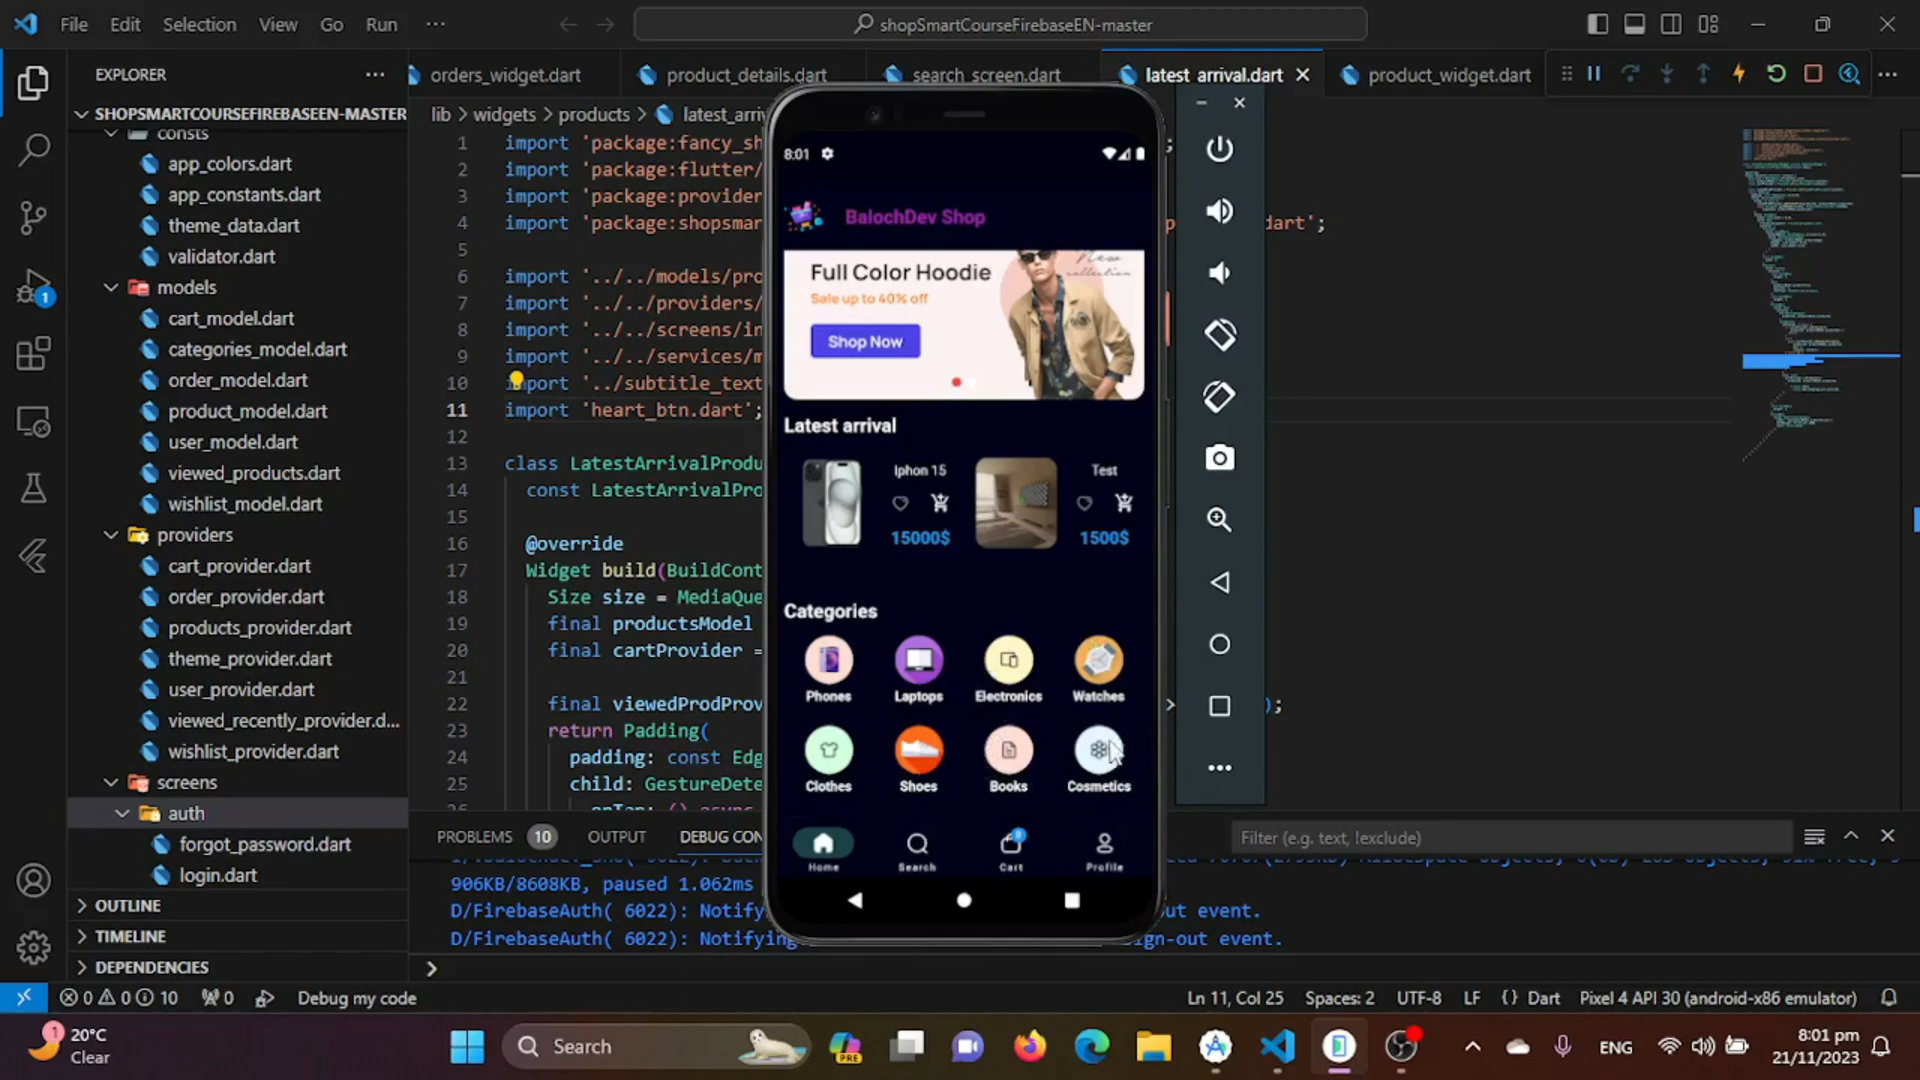 File Edit Selection View Go Run ···
shopSmartCourseFirebaseEN-master
EXPLORER
orders_widget.dart
product_details.dart
search_screen.dart
latest_arrival.dart
product_widget.dart
SHOPSMARTCOURSEFIREBASEEN-MASTER
consts
app_colors.dart
app_constants.dart
theme_data.dart
validator.dart
models
cart_model.dart
categories_model.dart
order_model.dart
product_model.dart
user_model.dart
viewed_products.dart
wishlist_model.dart
providers
cart_provider.dart
order_provider.dart
products_provider.dart
theme_provider.dart
user_provider.dart
viewed_recently_provider.d...
wishlist_provider.dart
screens
auth
forgot_password.dart
login.dart
OUTLINE
TIMELINE
DEPENDENCIES
1
lib > widgets > products > latest_arri
1 import 'package:fancy_sh ;
2 import 'package:flutter/
3 import 'package:provider
4 import 'package:shopsmar dart';
5
6 import '../../models/pro
7 import '../../providers/
8 import '../../screens/in
9 import '../../services/m
10 import '../subtitle_text
11 import 'heart_btn.dart';
12
13 class LatestArrivalProdu
14 const LatestArrivalPro
15
16 @override
17 Widget build(BuildCont
18 Size size = MediaQue
19 final productsModel
20 final cartProvider =
21
22 final viewedProdProv > );
23 return Padding(
24 padding: const Edg
25 child: GestureDete
26 onTap: () async
8:01
BalochDev Shop
New
collection
Full Color Hoodie
Sale up to 40% off
Shop Now
Latest arrival
Iphon 15
15000$
Test
1500$
Categories
Phones Laptops Electronics Watches
Clothes Shoes Books Cosmetics
Home Search Cart Profile
PROBLEMS 10 OUTPUT DEBUG CON
Filter (e.g. text, !exclude)
906KB/8608KB, paused 1.062ms
D/FirebaseAuth( 6022): Notify ut event.
D/FirebaseAuth( 6022): Notifying ign-out event.
0 0 10 0 Debug my code
Ln 11, Col 25 Spaces: 2 UTF-8 LF {} Dart Pixel 4 API 30 (android-x86 emulator)
1
20°C
Clear
Search
PRE
ENG
8:01 pm
21/11/2023